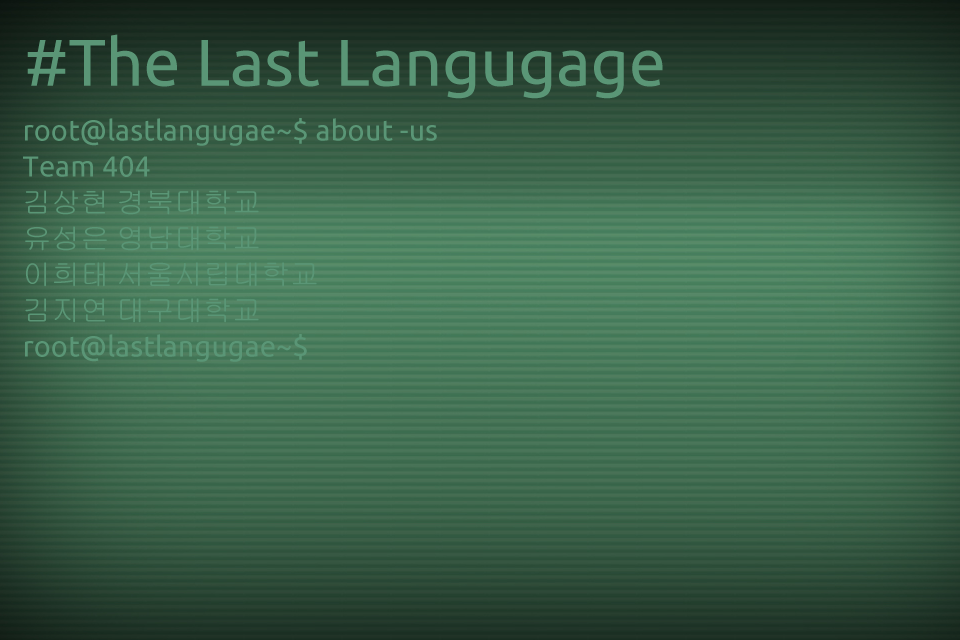 #The Last Langugage
root@lastlangugae~$ about -us
Team 404
김상현 경북대학교
유성은 영남대학교
이희태 서울시립대학교
김지연 대구대학교
root@lastlangugae~$